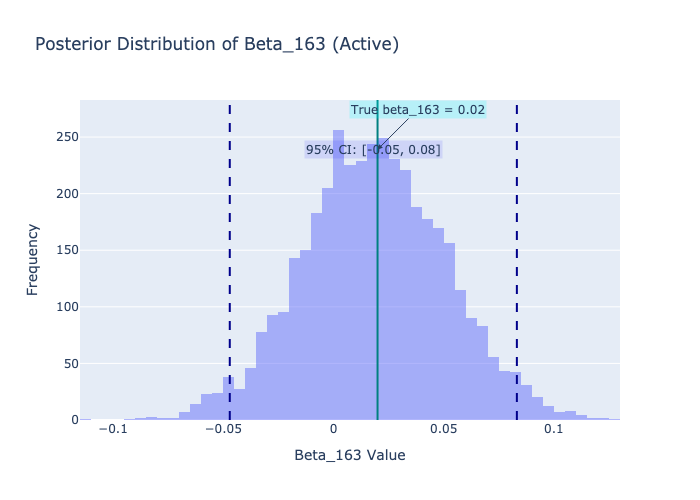 Posterior Distribution of Beta_163 (Active)
True beta_163 = 0.02
95% CI: [-0.05, 0.08]
250
200
150
100
50
0
Frequency
−0.1
−0.05
0
0.05
0.1
Beta_163 Value